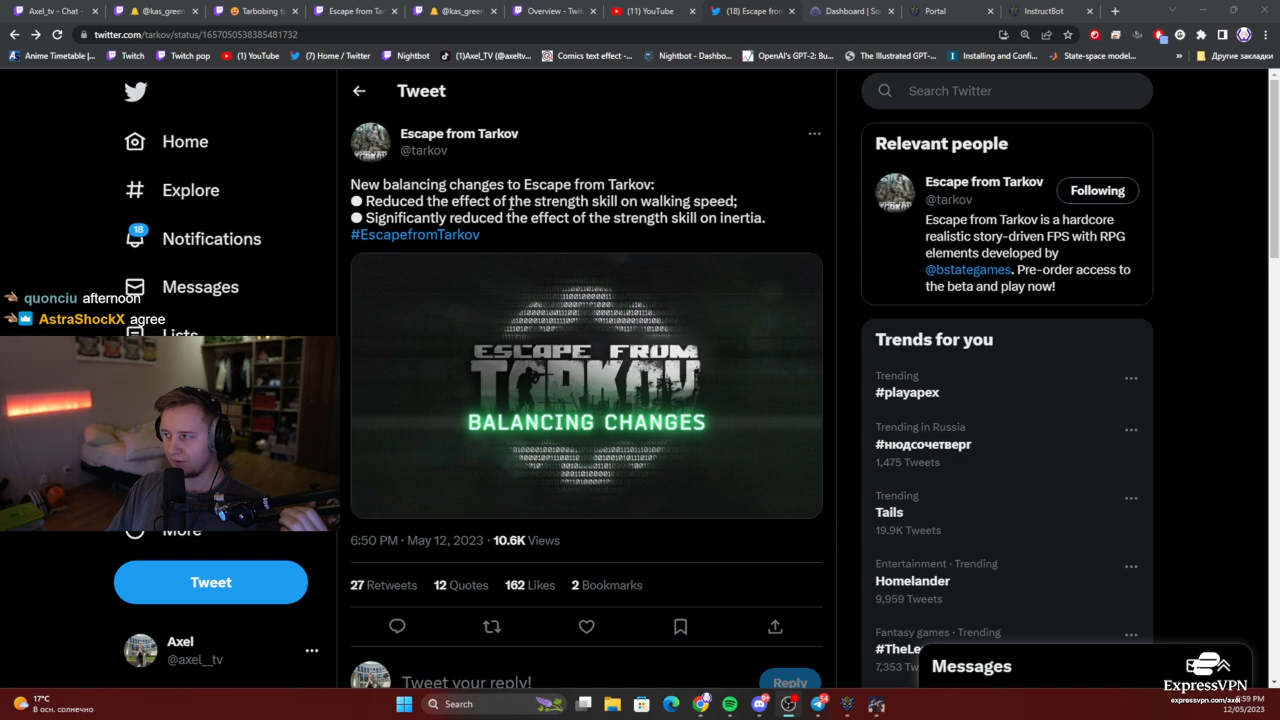 Axel_tv - Chat -
@kas_green
Tarbobing ti
Escape from Tar
@kas_green
Overview - Twit
(11) YouTube
(18) Escape fro
Dashboard | So
Portal
InstructBot
twitter.com/tarkov/status/1657050538385481732
Anime Timetable |...
Twitch
Twitch pop
(1) YouTube
(7) Home / Twitter
Nightbot
(1)Axel_TV (@axeltv...
Comics text effect -...
Nightbot - Dashbo...
OpenAI's GPT-2: Bu...
The Illustrated GPT-...
Installing and Confi...
State-space model...
»
Другие закладки
Home
Explore
18
Notifications
Messages
Lists
More
Tweet
Axel
@axel__tv
quonciu afternoon
AstraShockX agree
Tweet
Escape from Tarkov
@tarkov
New balancing changes to Escape from Tarkov:
● Reduced the effect of the strength skill on walking speed;
● Significantly reduced the effect of the strength skill on inertia.
#EscapefromTarkov
ESCAPE FROM
TARKOV
BALANCING CHANGES
6:50 PM · May 12, 2023 · 10.6K Views
27 Retweets 12 Quotes 162 Likes 2 Bookmarks
Tweet your reply!
Reply
Search Twitter
Relevant people
Escape from Tarkov
@tarkov
Following
Escape from Tarkov is a hardcore
realistic story-driven FPS with RPG
elements developed by
@bstategames. Pre-order access to
the beta and play now!
Trends for you
Trending
#playapex
Trending in Russia
#нюдсочетверг
1,475 Tweets
Trending
Tails
19.9K Tweets
Entertainment · Trending
Homelander
9,959 Tweets
Fantasy games · Trending
#TheLe
7,353 Tw
Messages
ExpressVPN
expressvpn.com/axel
17°C
В осн. солнечно
Search
9+
54
12/05/2023